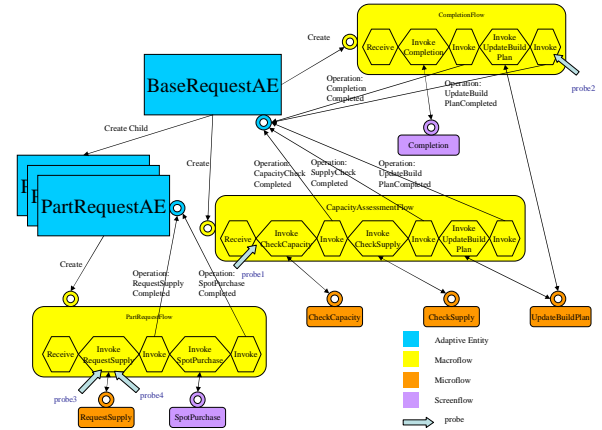 CompletionFlow
Create
Receive
Invoke
Completion
Invoke
Invoke
UpdateBuild
Plan
Invoke
probe2
BaseRequestAE
Operation:
Completion
Completed
Operation:
UpdateBuild
PlanCompleted
Completion
Create Child
Create
Operation:
CapacityCheck
Completed
Operation:
SupplyCheck
Completed
Operation:
UpdateBuild
PlanCompleted
PartRequestAE
CapacityAssessmentFlow
Receive
Invoke
CheckCapacity
Invoke
Invoke
CheckSupply
Invoke
Invoke
UpdateBuild
Plan
Invoke
probe1
Create
Operation:
RequestSupply
Completed
Operation:
SpotPurchase
Completed
CheckCapacity
CheckSupply
UpdateBuildPlan
PartRequestFlow
Receive
Invoke
RequestSupply
Invoke
Invoke
SpotPurchase
Invoke
probe3
probe4
RequestSupply
SpotPurchase
Adaptive Entity
Macroflow
Microflow
Screenflow
probe